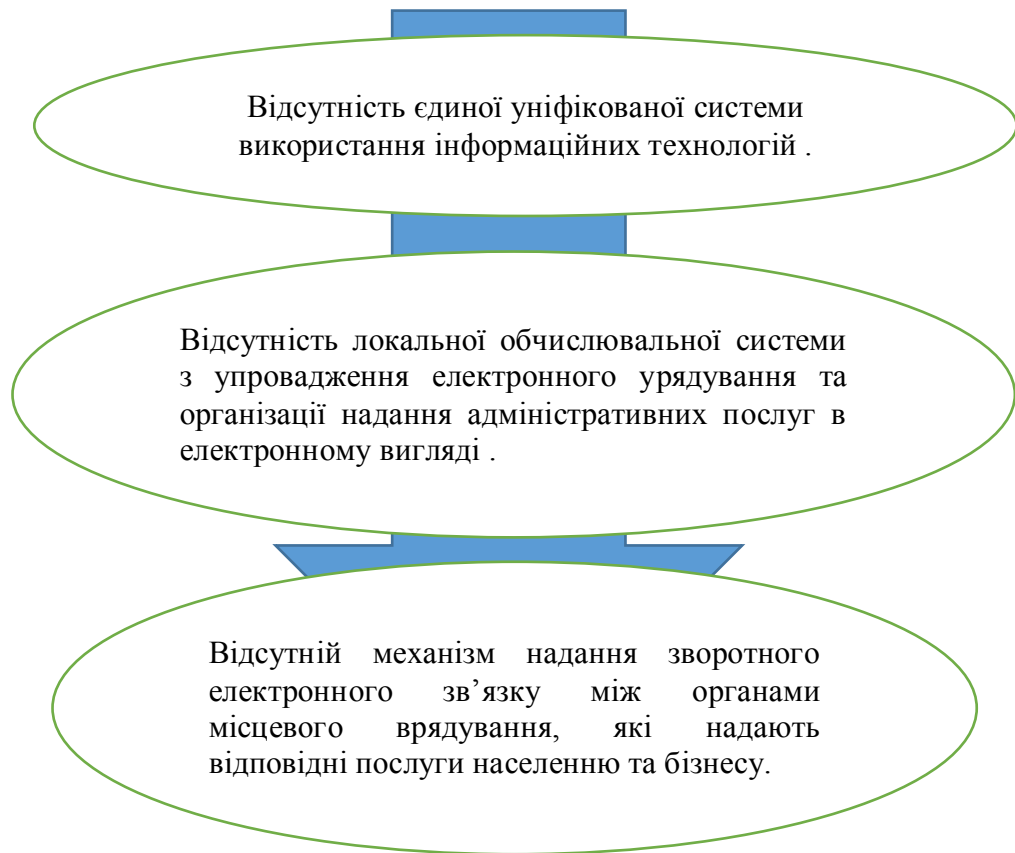 Відсутність єдиної уніфікованої системи
використання інформаційних технологій .
Відсутність локальної обчислювальної системи
з упровадження електронного урядування та
організації надання адміністративних послуг в
електронному вигляді .
Відсутній механізм надання зворотного
електронного зв’язку між органами
місцевого врядування, які надають
відповідні послуги населенню та бізнесу.